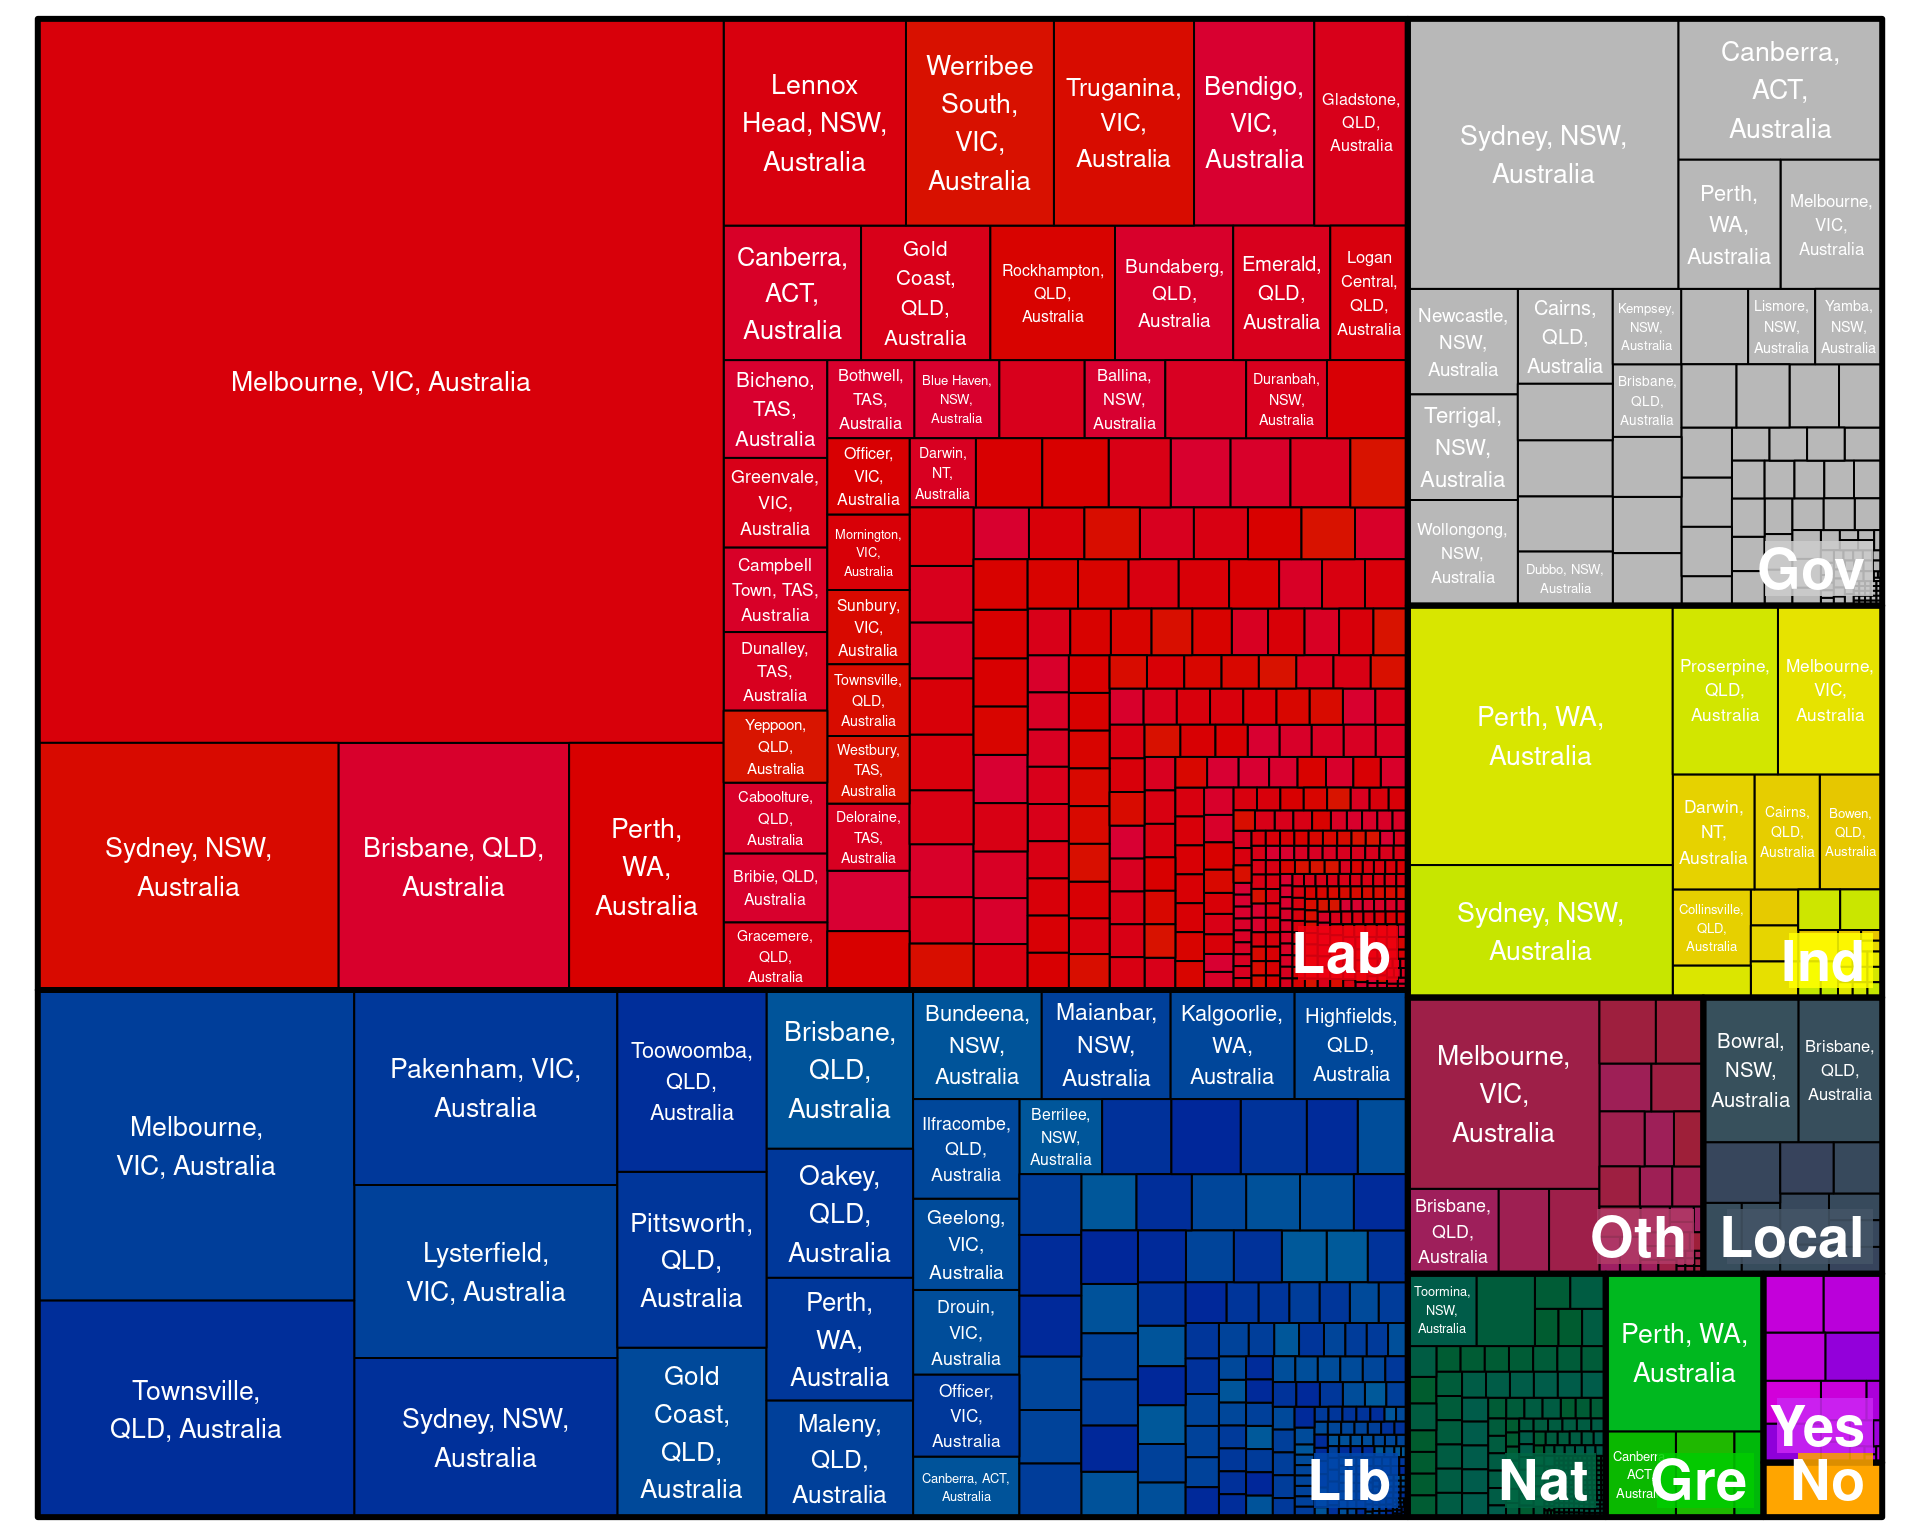 Melbourne, VIC, Australia
Sydney, NSW,
Australia
Brisbane, QLD,
Australia
Perth,
WA,
Australia
Lennox
Head, NSW,
Australia
Werribee
South,
VIC,
Australia
Truganina,
VIC,
Australia
Bendigo,
VIC,
Australia
Gladstone,
QLD,
Australia
Canberra,
ACT,
Australia
Gold
Coast,
QLD,
Australia
Rockhampton,
QLD,
Australia
Bundaberg,
QLD,
Australia
Emerald,
QLD,
Australia
Logan
Central,
QLD,
Australia
Bicheno,
TAS,
Australia
Greenvale,
VIC,
Australia
Campbell
Town, TAS,
Australia
Dunalley,
TAS,
Australia
Yeppoon,
QLD,
Australia
Caboolture,
QLD,
Australia
Bribie, QLD,
Australia
Gracemere,
QLD,
Australia
Bothwell,
TAS,
Australia
Blue Haven,
NSW,
Australia
Ballina,
NSW,
Australia
Duranbah,
NSW,
Australia
Officer,
VIC,
Australia
Darwin,
NT,
Australia
Mornington,
VIC,
Australia
Sunbury,
VIC,
Australia
Townsville,
QLD,
Australia
Westbury,
TAS,
Australia
Deloraine,
TAS,
Australia
Lab
Sydney, NSW,
Australia
Canberra,
ACT,
Australia
Perth,
WA,
Australia
Melbourne,
VIC,
Australia
Newcastle,
NSW,
Australia
Terrigal,
NSW,
Australia
Wollongong,
NSW,
Australia
Cairns,
QLD,
Australia
Dubbo, NSW,
Australia
Kempsey,
NSW,
Australia
Brisbane,
QLD,
Australia
Lismore,
NSW,
Australia
Yamba,
NSW,
Australia
Gov
Perth, WA,
Australia
Sydney, NSW,
Australia
Proserpine,
QLD,
Australia
Melbourne,
VIC,
Australia
Darwin,
NT,
Australia
Cairns,
QLD,
Australia
Bowen,
QLD,
Australia
Collinsville,
QLD,
Australia
Ind
Melbourne,
VIC, Australia
Townsville,
QLD, Australia
Pakenham, VIC,
Australia
Lysterfield,
VIC, Australia
Sydney, NSW,
Australia
Toowoomba,
QLD,
Australia
Pittsworth,
QLD,
Australia
Gold
Coast,
QLD,
Australia
Brisbane,
QLD,
Australia
Oakey,
QLD,
Australia
Perth,
WA,
Australia
Maleny,
QLD,
Australia
Bundeena,
NSW,
Australia
Maianbar,
NSW,
Australia
Kalgoorlie,
WA,
Australia
Highfields,
QLD,
Australia
Ilfracombe,
QLD,
Australia
Berrilee,
NSW,
Australia
Geelong,
VIC,
Australia
Drouin,
VIC,
Australia
Officer,
VIC,
Australia
Canberra, ACT,
Australia
Lib
Melbourne,
VIC,
Australia
Brisbane,
QLD,
Australia
Oth
Bowral,
NSW,
Australia
Brisbane,
QLD,
Australia
Local
Toormina,
NSW,
Australia
Nat
Perth, WA,
Australia
ACT
Gre
Yes
No